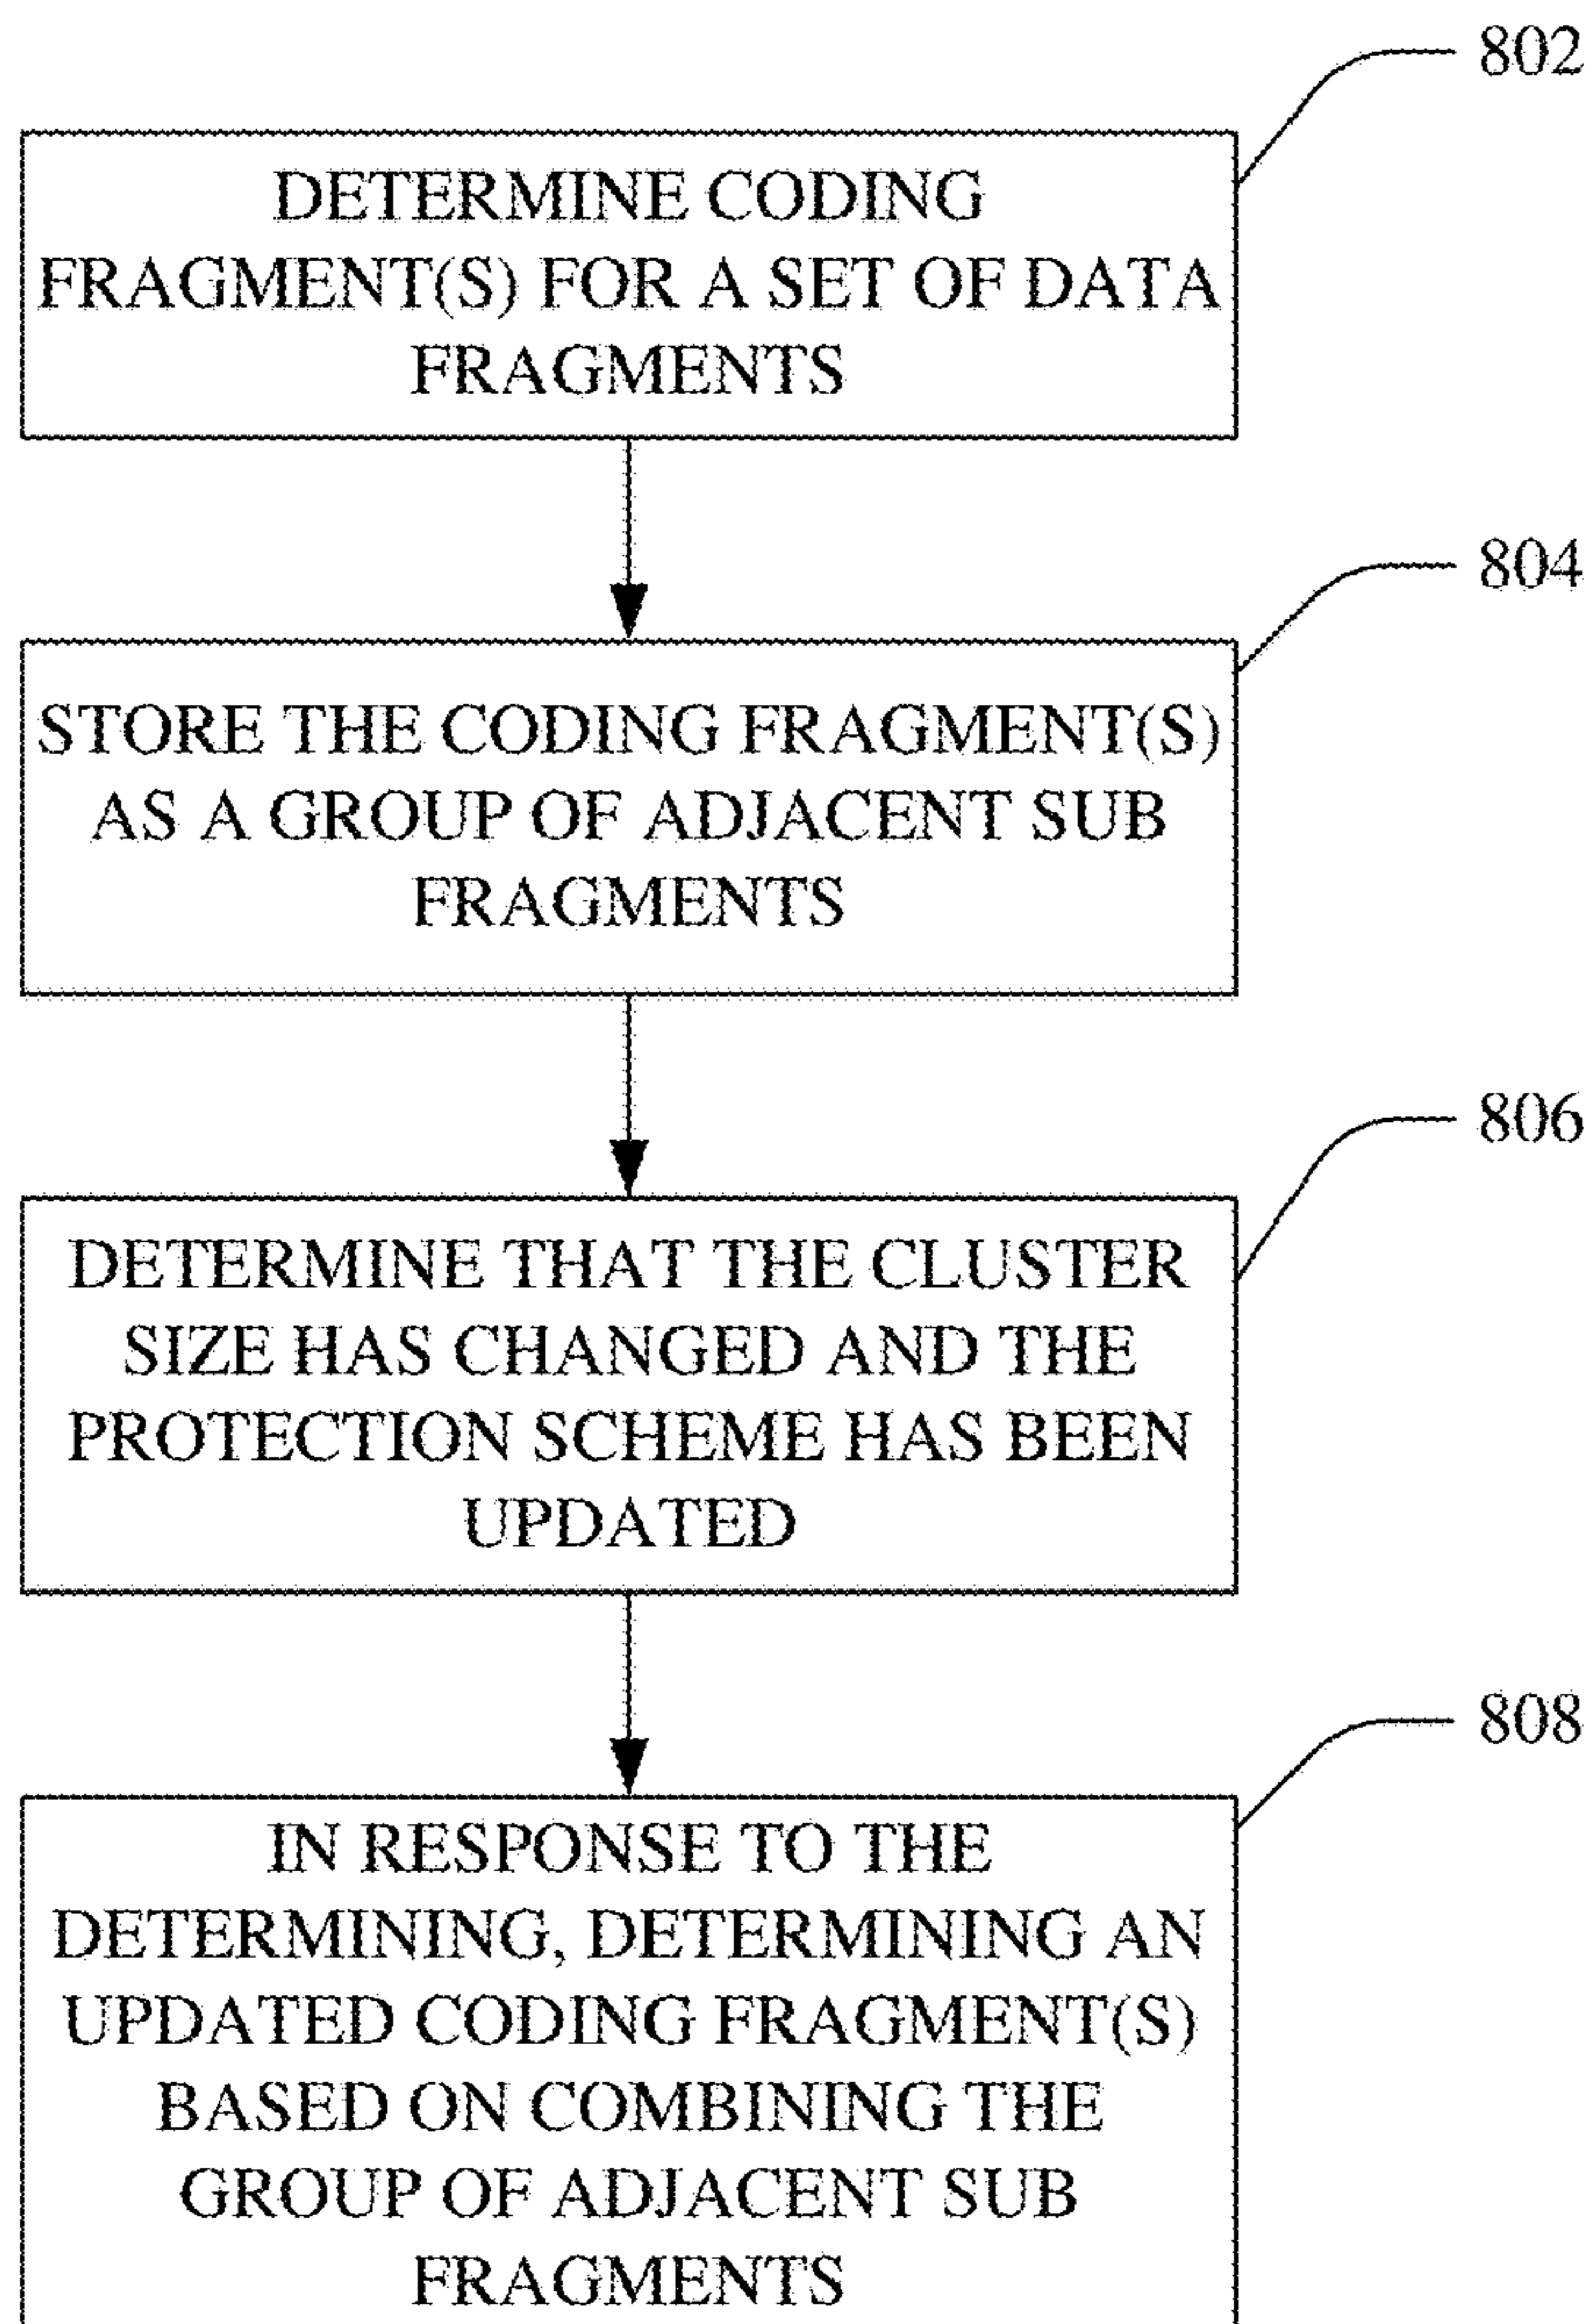 802
DETERMINE CODING
FRAGMENT(S) FOR A SET OF DATA
FRAGMENTS
804
STORE THE CODING FRAGMENT(S)
AS A GROUP OF ADJACENT SUB
FRAGMENTS
806
DETERMINE THAT THE CLUSTER
SIZE HAS CHANGED AND THE
PROTECTION SCHEME HAS BEEN
UPDATED
808
IN RESPONSE TO THE
DETERMINING, DETERMINING AN
UPDATED CODING FRAGMENT(S)
BASED ON COMBINING THE
GROUP OF ADJACENT SUB
FRAGMENTS